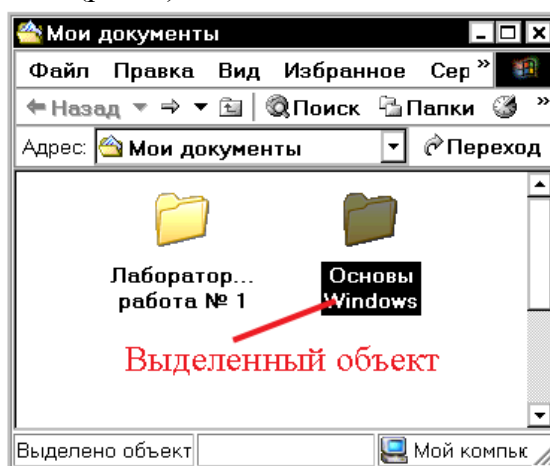 Мои документы
Файл Правка Вид Избранное Сер »
Назад Поиск Папки »
Адрес: Мои документы Переход
Лаборатор... Основы
работа № 1 Windows
Выделенный объект
Выделено объект Мой компьк